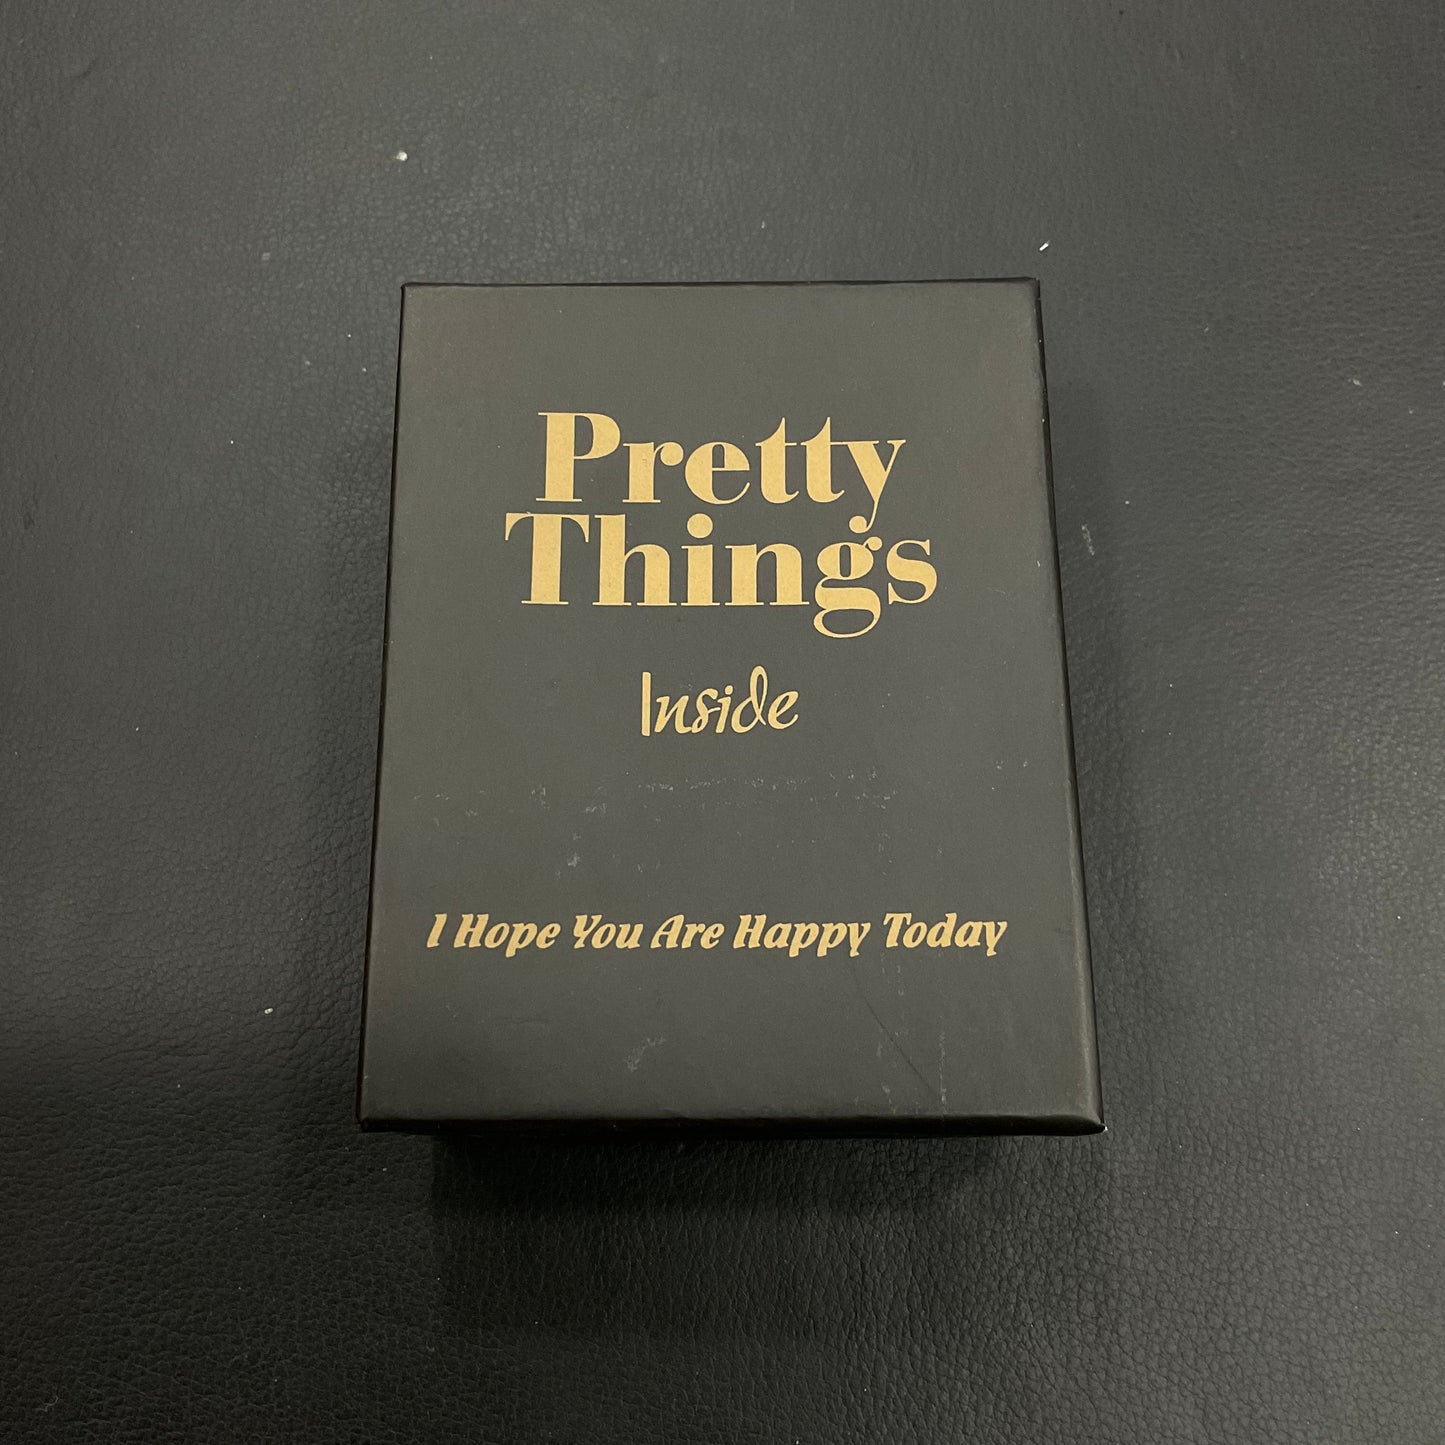 Pretty
Things
Inside
I Hope You Are Happy Today